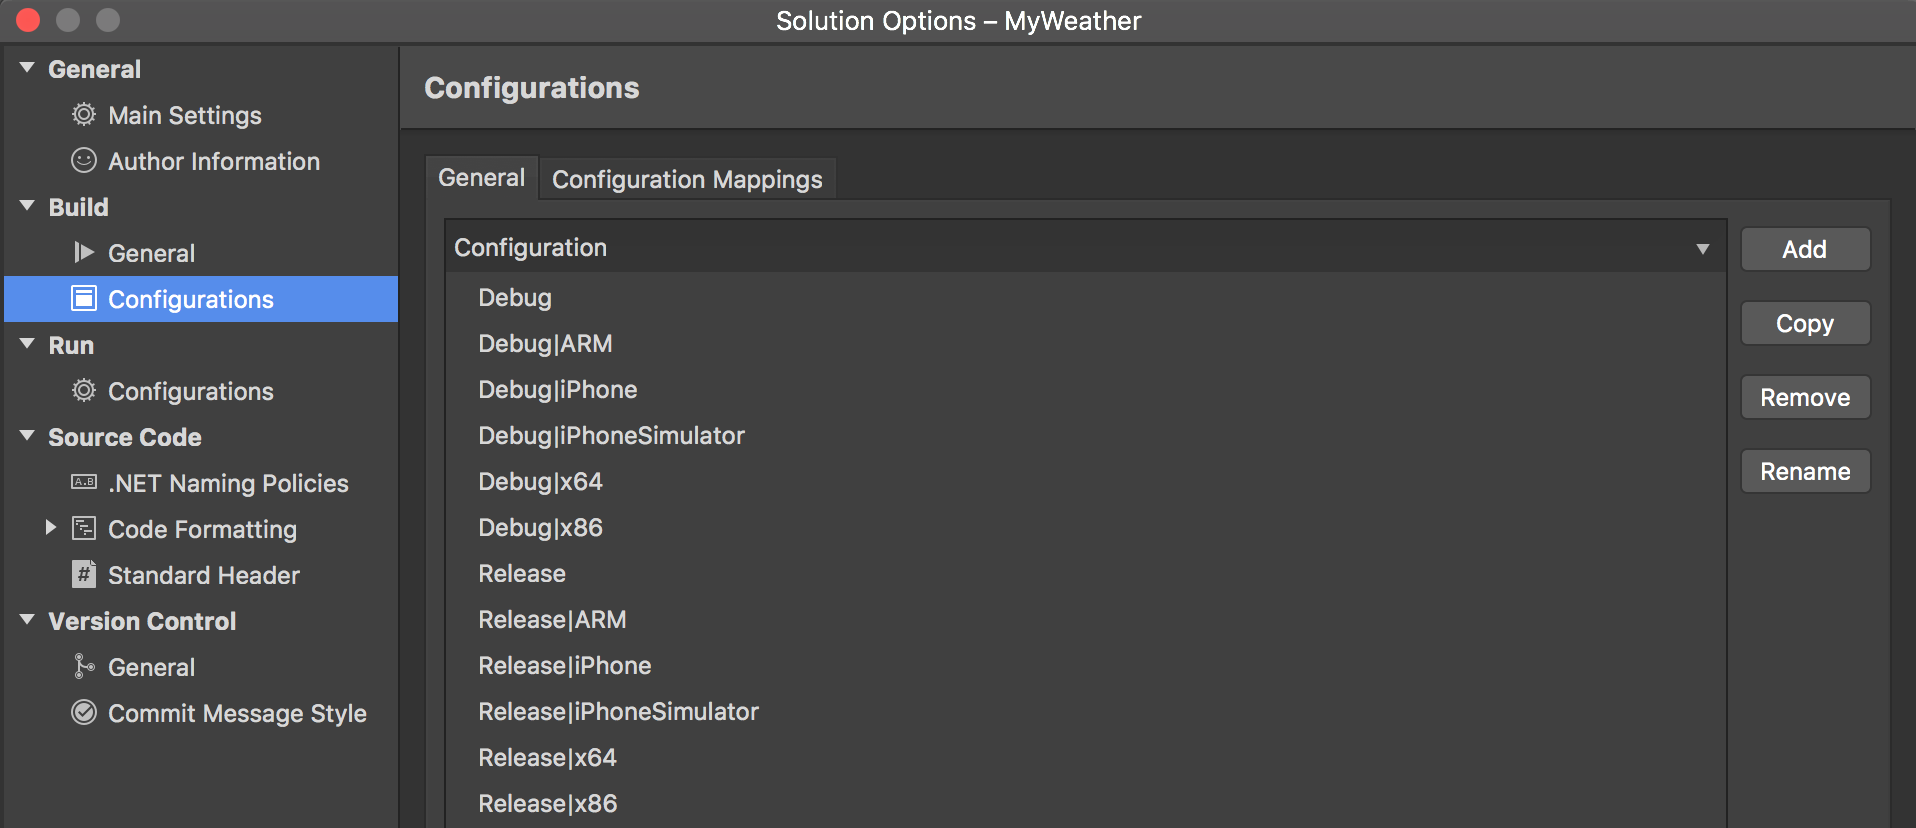 Solution Options – MyWeather
General
Main Settings
Author Information
Build
General
Configurations
Run
Configurations
Source Code
A.B .NET Naming Policies
Code Formatting
# Standard Header
Version Control
General
Commit Message Style
Configurations
General Configuration Mappings
Configuration
Debug
Debug|ARM
Debug|iPhone
Debug|iPhoneSimulator
Debug|x64
Debug|x86
Release
Release|ARM
Release|iPhone
Release|iPhoneSimulator
Release|x64
Release|x86
Add
Copy
Remove
Rename